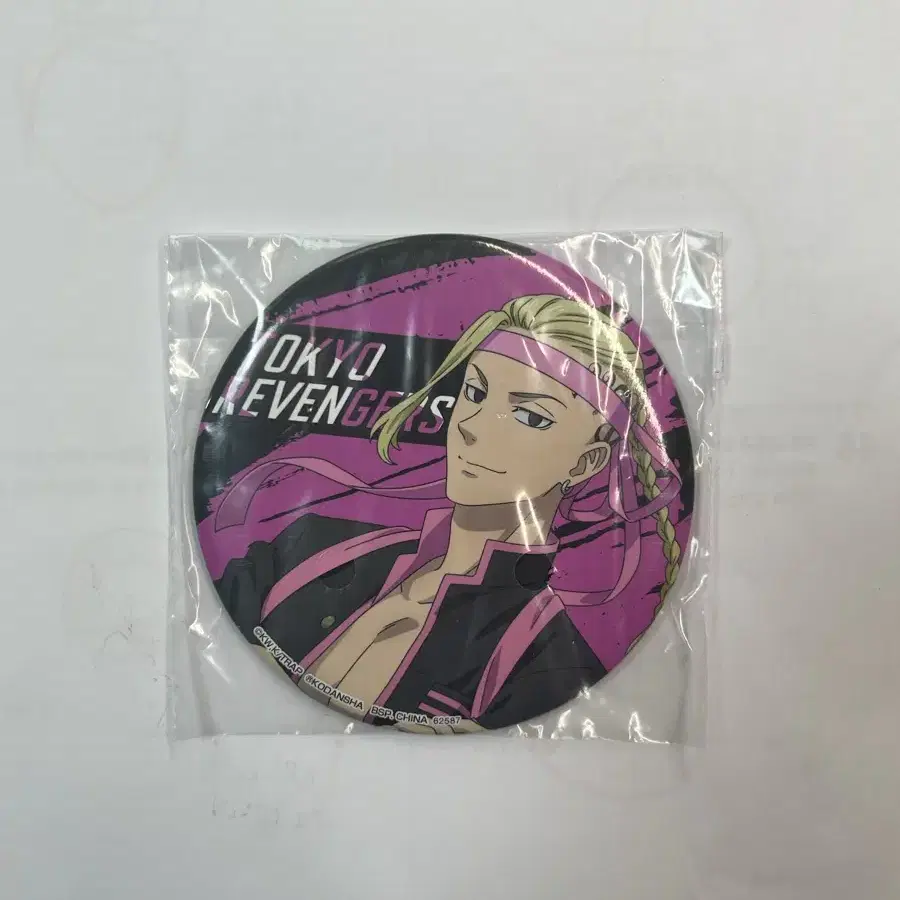 TOKYO
REVENGERS
©KW,K/TRAP ©KODANSHA BSP. CHINA 62587